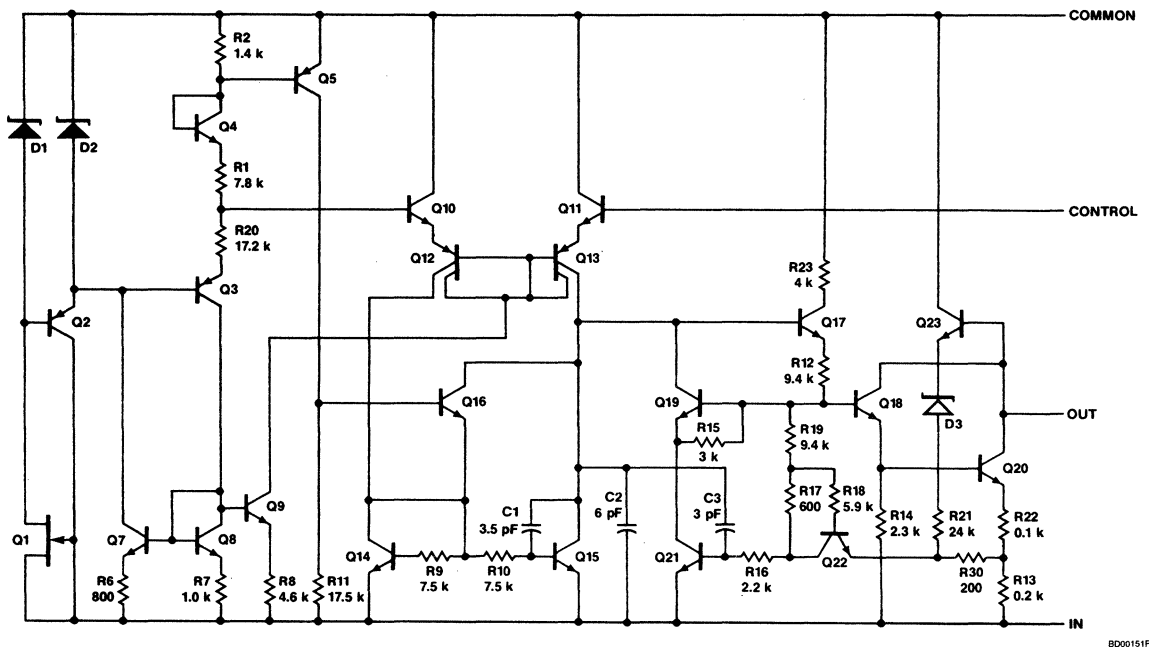 COMMON
R2
1.4 k
Q5
Q4
D1
D2
R1
7.8 k
Q10
Q11
CONTROL
R20
17.2 k
Q12
Q13
R23
4 k
Q3
Q2
Q17
Q23
R12
9.4 k
Q16
Q19
Q18
D3
OUT
R15
3 k
R19
9.4 k
Q20
Q9
C1
3.5 pF
C2
6 pF
C3
3 pF
R17
600
R18
5.9 k
R14
2.3 k
R21
24 k
R22
0.1 k
Q1
Q7
Q8
Q14
Q15
Q21
Q22
R6
800
R7
1.0 k
R8
4.6 k
R11
17.5 k
R9
7.5 k
R10
7.5 k
R16
2.2 k
R30
200
R13
0.2 k
IN
BD00151F